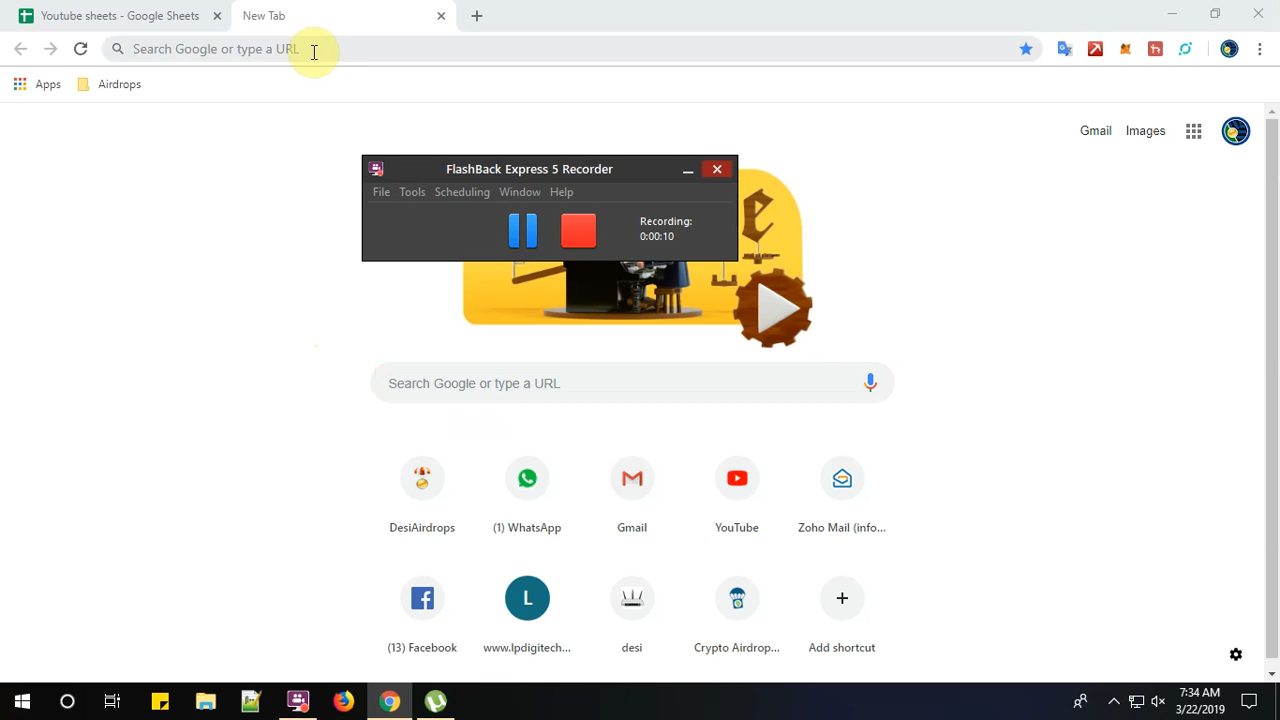 Youtube sheets - Google Sheets
New Tab
Search Google or type a URL
Apps
Airdrops
Gmail
Images
FlashBack Express 5 Recorder
File
Tools
Scheduling
Window
Help
Recording:
0:00:10
e
Search Google or type a URL
DesiAirdrops
(1) WhatsApp
Gmail
YouTube
Zoho Mail (info...
L
(13) Facebook
www.lpdigitech...
desi
Crypto Airdrop...
Add shortcut
7:34 AM
3/22/2019